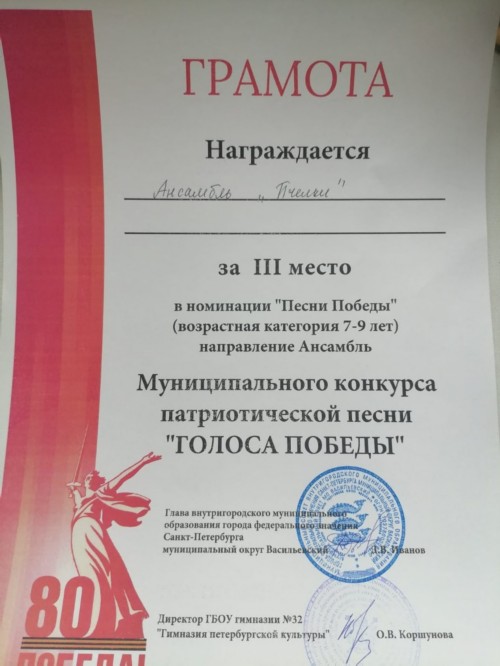 ГРАМОТА
Награждается
Ансамбль "Пчелки"
за III место
в номинации "Песни Победы"
(возрастная категория 7-9 лет)
направление Ансамбль
Муниципального конкурса
патриотической песни
"ГОЛОСА ПОБЕДЫ"
Глава внутригородского муниципального
образования города федерального значения
Санкт-Петербурга
муниципальный округ Васильевский Д.В. Иванов
Директор ГБОУ гимназии №32
"Гимназия петербургской культуры" О.В. Коршунова
80
ПОБЕДА!